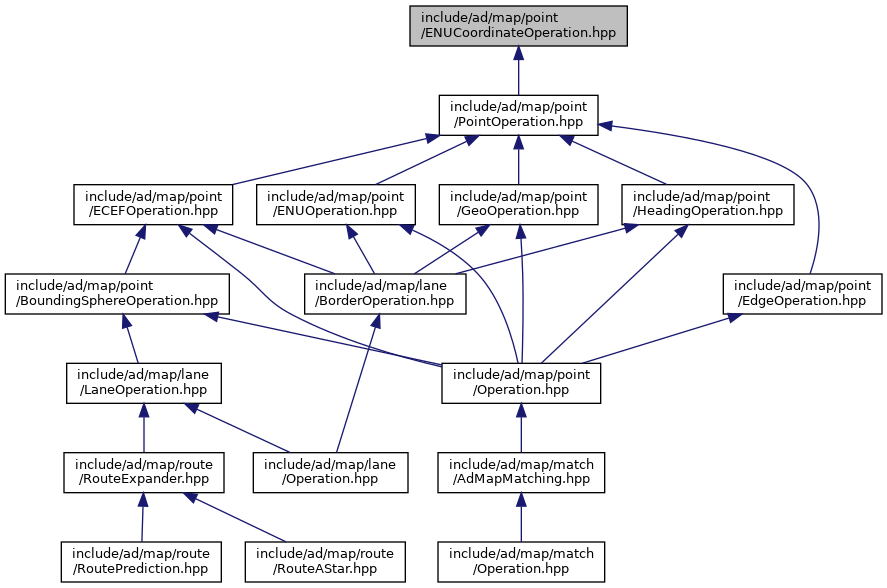 include/ad/map/point
/ENUCoordinateOperation.hpp
include/ad/map/point
/PointOperation.hpp
include/ad/map/point
/ECEFOperation.hpp
include/ad/map/point
/ENUOperation.hpp
include/ad/map/point
/GeoOperation.hpp
include/ad/map/point
/HeadingOperation.hpp
include/ad/map/point
/BoundingSphereOperation.hpp
include/ad/map/lane
/BorderOperation.hpp
include/ad/map/point
/EdgeOperation.hpp
include/ad/map/lane
/LaneOperation.hpp
include/ad/map/point
/Operation.hpp
include/ad/map/route
/RouteExpander.hpp
include/ad/map/lane
/Operation.hpp
include/ad/map/match
/AdMapMatching.hpp
include/ad/map/route
/RoutePrediction.hpp
include/ad/map/route
/RouteAStar.hpp
include/ad/map/match
/Operation.hpp